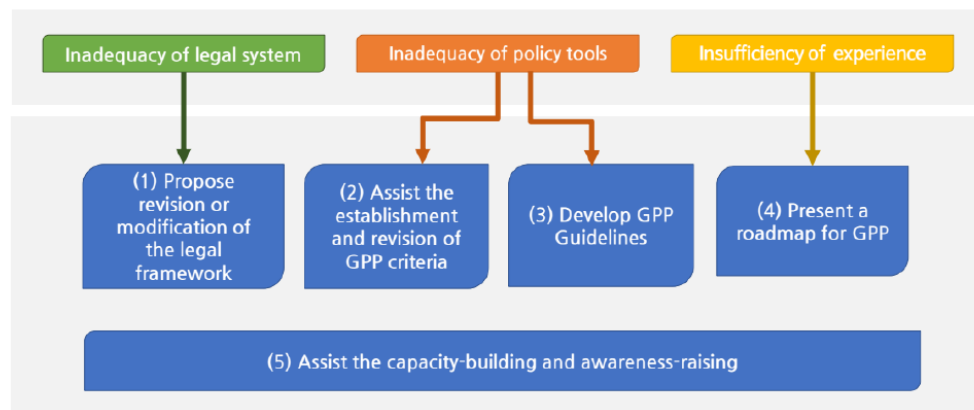 Inadequacy of legal system
Inadequacy of policy tools
Insufficiency of experience
(1) Propose
revision or
modification of
the legal
framework
(2) Assist the
establishment
and revision of
GPP criteria
(3) Develop GPP
Guidelines
(4) Present a
roadmap for GPP
(5) Assist the capacity-building and awareness-raising